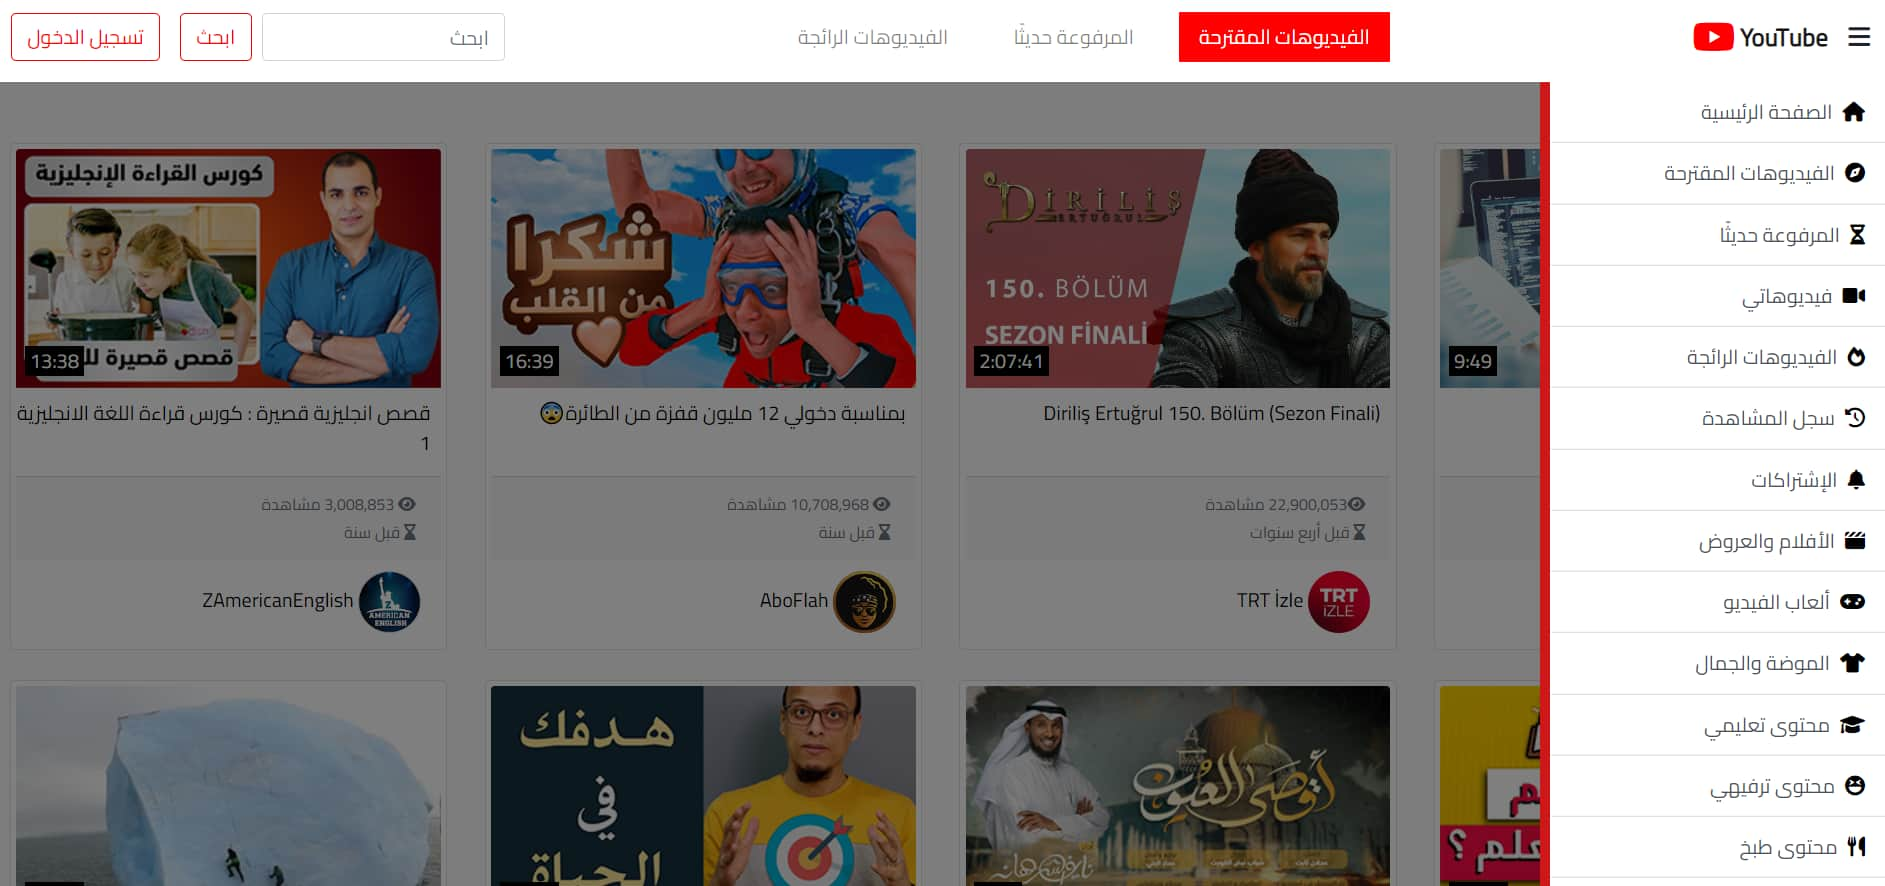 YouTube
الفيديوهات المقترحة
المرفوعة حديثًا
الفيديوهات الرائجة
ابحث
ابحث
تسجيل الدخول
الصفحة الرئيسية
الفيديوهات المقترحة
المرفوعة حديثًا
فيديوهاتي
الفيديوهات الرائجة
سجل المشاهدة
الإشتراكات
الأفلام والعروض
ألعاب الفيديو
الموضة والجمال
محتوى تعليمي
محتوى ترفيهي
محتوى طبخ
9:49
DİRİLİŞ
ERTUĞRUL
150. BÖLÜM
SEZON FİNALİ
2:07:41
Diriliş Ertuğrul 150. Bölüm (Sezon Finali)
22,900,053 مشاهدة
قبل أربع سنوات
TRT İzle
TRT
İZLE
شكرا
من القلب
16:39
بمناسبة دخولي 12 مليون قفزة من الطائرة😨
10,708,968 مشاهدة
قبل سنة
AboFlah
كورس القراءة الإنجليزية
قصص قصيرة
13:38
قصص انجليزية قصيرة : كورس قراءة اللغة الانجليزية
1
3,008,853 مشاهدة
قبل سنة
ZAmericanEnglish
AMERICAN
ENGLISH
هدفك
في
الحياة